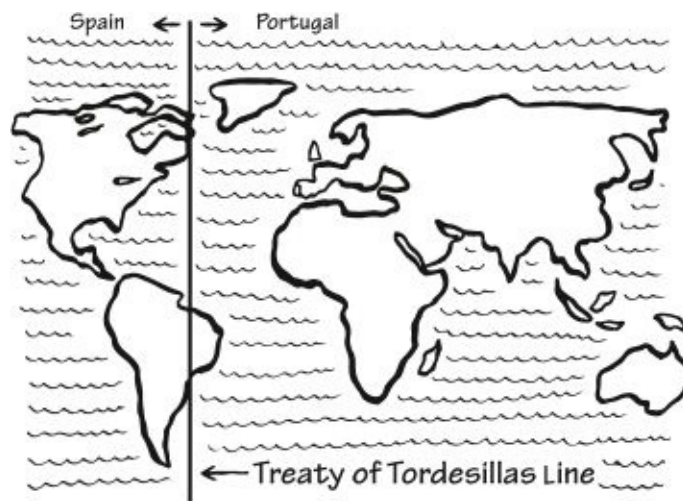 Spain ← → Portugal
← Treaty of Tordesillas Line